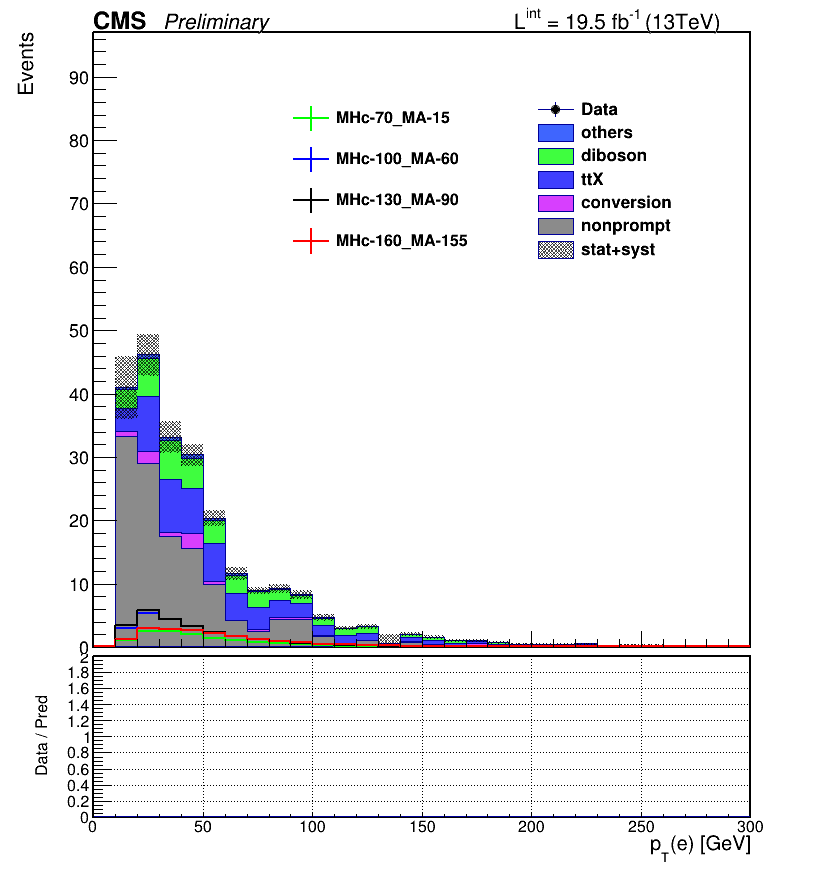 CMS Preliminary L^int = 19.5 fb^-1 (13TeV)
Events
90
80
70
60
50
40
30
20
10
0
MHc-70_MA-15
MHc-100_MA-60
MHc-130_MA-90
MHc-160_MA-155
Data
others
diboson
ttX
conversion
nonprompt
stat+syst
Data / Pred
2
1.8
1.6
1.4
1.2
1
0.8
0.6
0.4
0.2
0
0 50 100 150 200 250 300
p_T(e) [GeV]